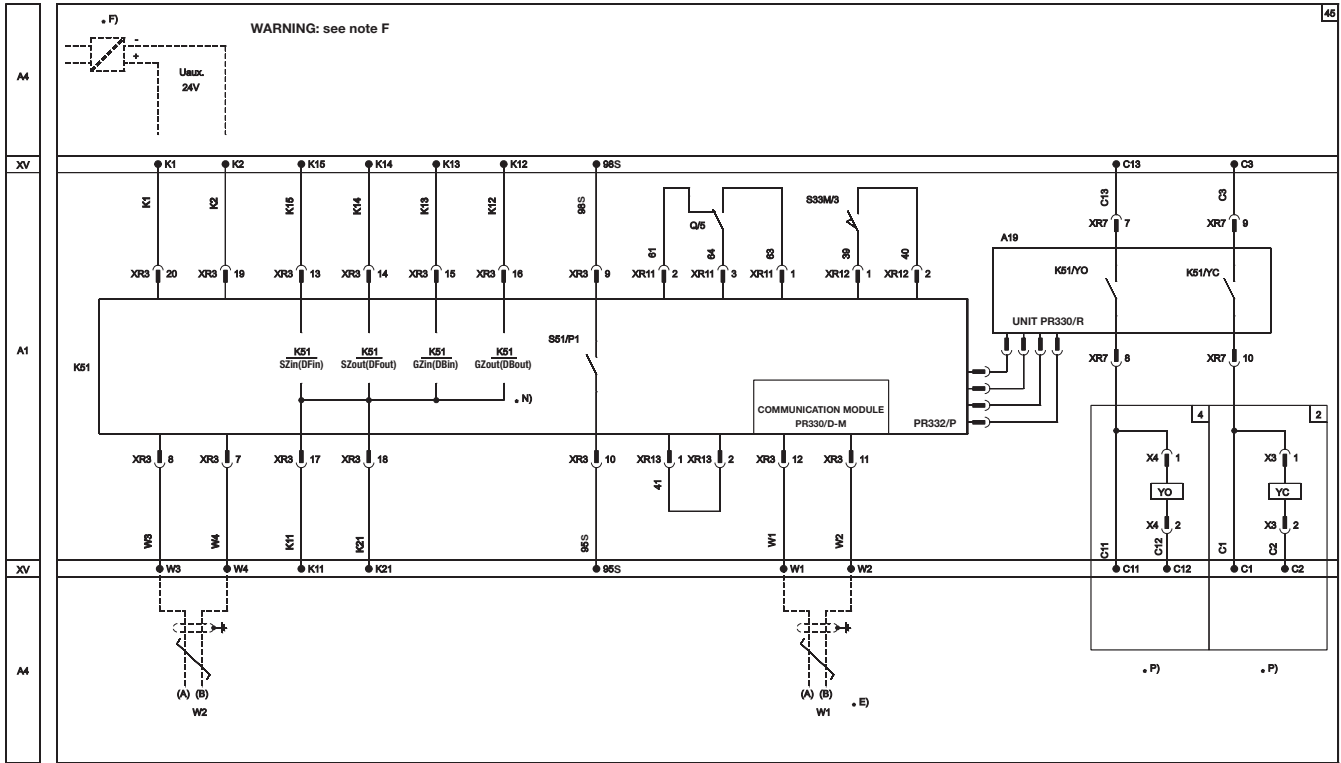 . F)
WARNING: see note F
45
-
+
Uaux.
24V
A4
XV
K1
K2
K15
K14
K13
K12
98S
C13
C3
K1
K2
K15
K14
K13
K12
98S
C13
C3
S33M/3
Q/5
61
64
63
39
40
XR7 7
XR7 9
A19
XR3 20
XR3 19
XR3 13
XR3 14
XR3 15
XR3 16
XR3 9
XR11 2
XR11 3
XR11 1
XR12 1
XR12 2
K51/YO
K51/YC
UNIT PR330/R
A1
K51
K51
SZin(DFin)
K51
SZout(DFout)
K51
GZin(DBin)
K51
GZout(DBout)
S51/P1
. N)
XR7 8
XR7 10
COMMUNICATION MODULE
PR330/D-M
PR332/P
4
2
XR3 8
XR3 7
XR3 17
XR3 18
XR3 10
XR13 1
XR13 2
XR3 12
XR3 11
41
X4 1
X3 1
YO
YC
X4 2
X3 2
W3
W4
K11
K21
95S
W1
W2
C11
C12
C1
C2
XV
W3
W4
K11
K21
95S
W1
W2
C11
C12
C1
C2
A4
(A) (B)
W2
(A) (B)
W1
. E)
. P)
. P)